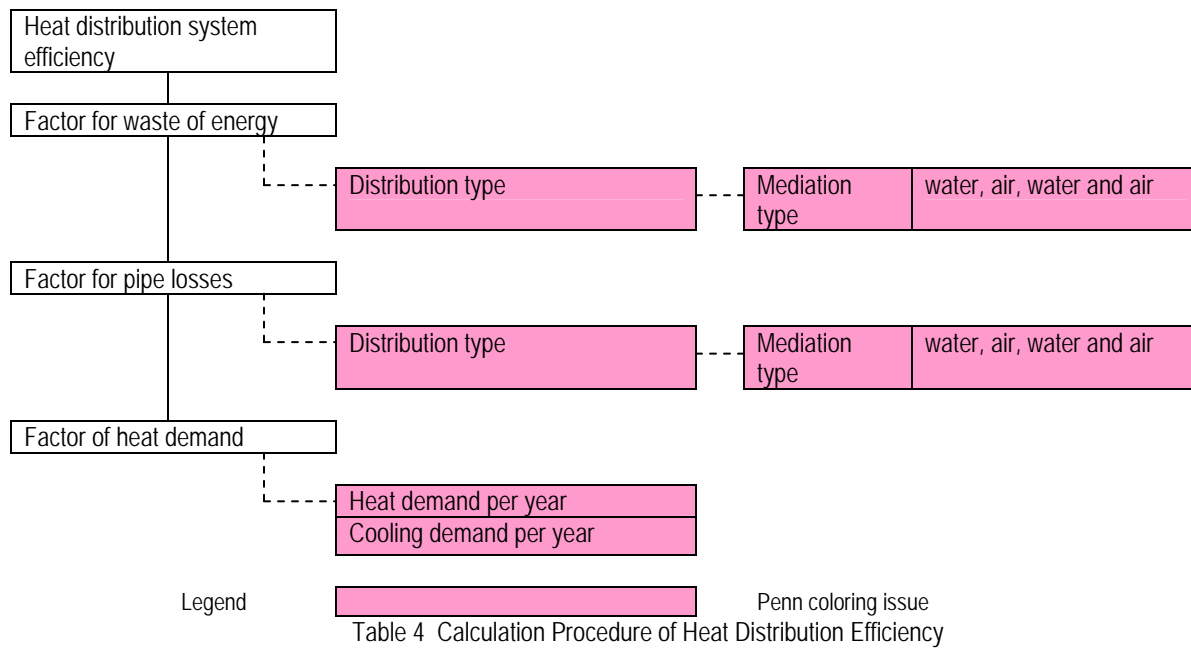 Heat distribution system
efficiency
Factor for waste of energy
Distribution type
Mediation
type
water, air, water and air
Factor for pipe losses
Distribution type
Mediation
type
water, air, water and air
Factor of heat demand
Heat demand per year
Cooling demand per year
Legend
Penn coloring issue
Table 4 Calculation Procedure of Heat Distribution Efficiency